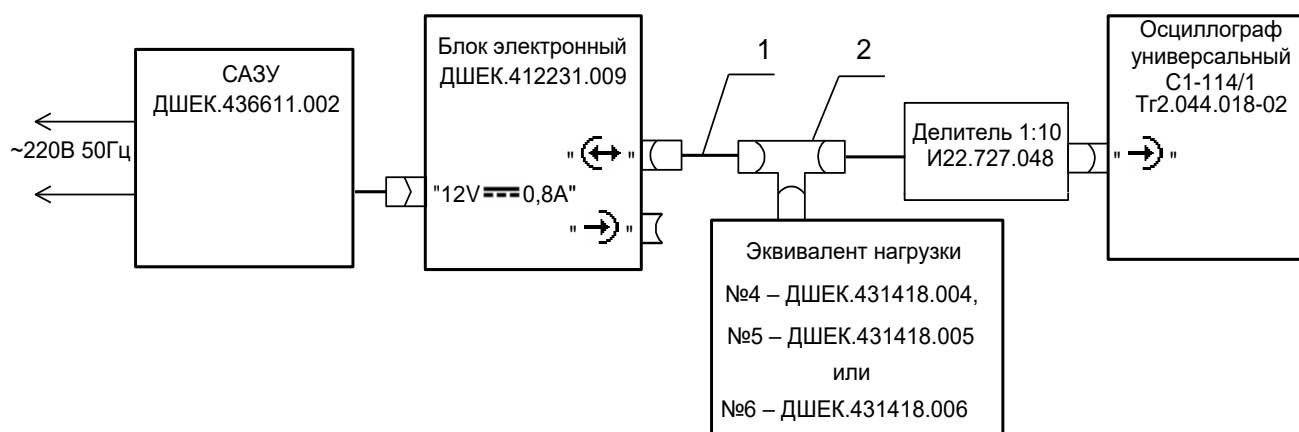 САЗУ
ДШЕК.436611.002
~220В 50Гц
Блок электронный
ДШЕК.412231.009
" "
"12V 0,8А"
" "
1
2
Делитель 1:10
И22.727.048
Осциллограф
универсальный
С1-114/1
Тг2.044.018-02
" "
Эквивалент нагрузки
№4 – ДШЕК.431418.004,
№5 – ДШЕК.431418.005
или
№6 – ДШЕК.431418.006